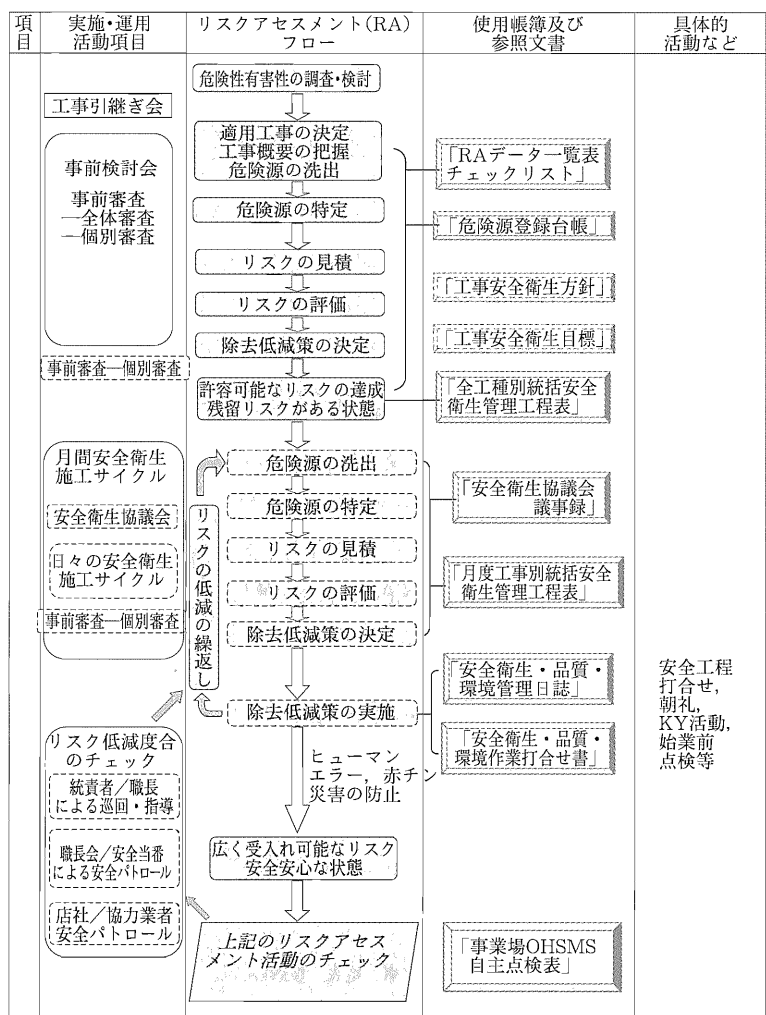 項目
実施・運用
活動項目
リスクアセスメント(RA)
フロー
使用帳簿及び
参照文書
具体的
活動など
工事引継ぎ会
事前検討会
事前審査
―全体審査
―個別審査
事前審査―個別審査
月間安全衛生
施工サイクル
安全衛生協議会
日々の安全衛生
施工サイクル
事前審査―個別審査
リスク低減度合
のチェック
統責者/職長
による巡回・指導
職長会/安全当番
による安全パトロール
店社/協力業者
安全パトロール
危険性有害性の調査・検討
適用工事の決定
工事概要の把握
危険源の洗出
危険源の特定
リスクの見積
リスクの評価
除去低減策の決定
許容可能なリスクの達成
残留リスクがある状態
危険源の洗出
危険源の特定
リスクの見積
リスクの評価
除去低減策の決定
リスクの低減の繰返し
除去低減策の実施
ヒューマン
エラー, 赤チン
災害の防止
広く受入れ可能なリスク
安全安心な状態
上記のリスクアセス
メント活動のチェック
「RAデータ一覧表
チェックリスト」
「危険源登録台帳」
「工事安全衛生方針」
「工事安全衛生目標」
「全工種別統括安全
衛生管理工程表」
「安全衛生協議会
議事録」
「月度工事別統括安全
衛生管理工程表」
「安全衛生・品質・
環境管理日誌」
「安全衛生・品質・
環境作業打合せ書」
「事業場OHSMS
自主点検表」
安全工程
打合せ,
朝礼,
KY活動,
始業前
点検等